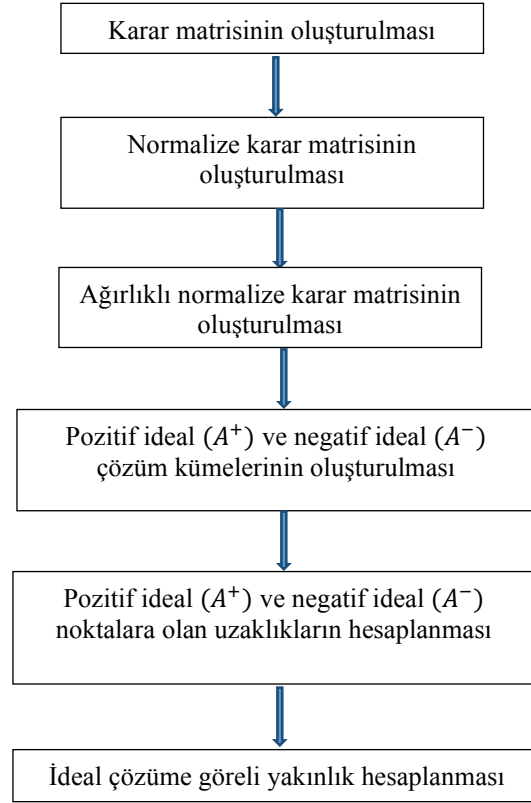 Karar matrisinin oluşturulması
Normalize karar matrisinin
oluşturulması
Ağırlıklı normalize karar matrisinin
oluşturulması
Pozitif ideal (A⁺) ve negatif ideal (A⁻)
çözüm kümelerinin oluşturulması
Pozitif ideal (A⁺) ve negatif ideal (A⁻)
noktalara olan uzaklıkların hesaplanması
İdeal çözüme göreli yakınlık hesaplanması